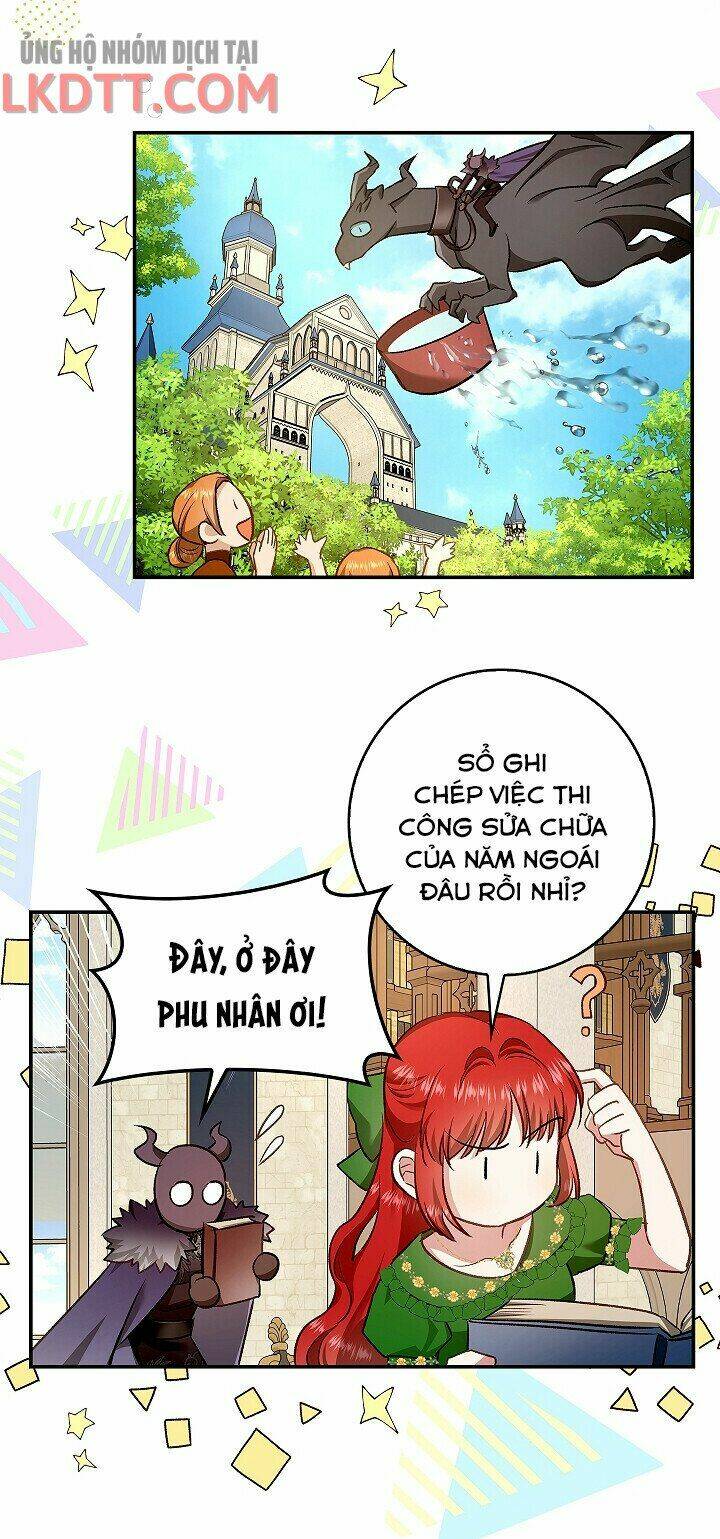 ỦNG HỘ NHÓM DỊCH TẠI
LKDTT.COM
SỔ GHI
CHÉP VIỆC THI
CÔNG SỬA CHỮA
CỦA NĂM NGOÁI
ĐÂU RỒI NHỈ?
ĐÂY, Ở ĐÂY
PHU NHÂN ƠI!
?